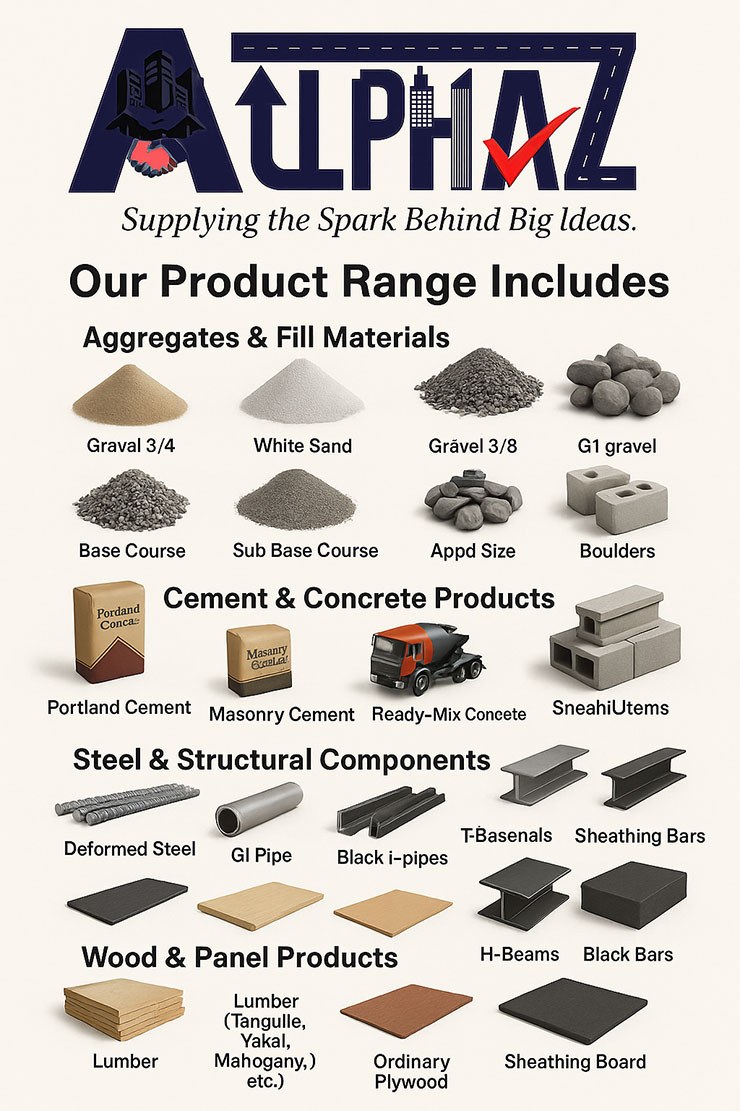 ALLPHAZ
Supplying the Spark Behind Big Ideas.
Our Product Range Includes
Aggregates & Fill Materials
Graval 3/4
White Sand
Grăvel 3/8
G1 gravel
Base Course
Sub Base Course
Appd Size
Boulders
Cement & Concrete Products
Pordand
Conca
Masanry
Portland Cement
Masonry Cement
Ready-Mix Concete
SneahiUtems
Steel & Structural Components
Deformed Steel
GI Pipe
Black i-pipes
T-Basenals
Sheathing Bars
H-Beams
Black Bars
Wood & Panel Products
Lumber
Lumber
(Tangulle,
Yakal,
Mahogany,)
etc.)
Ordinary
Plywood
Sheathing Board